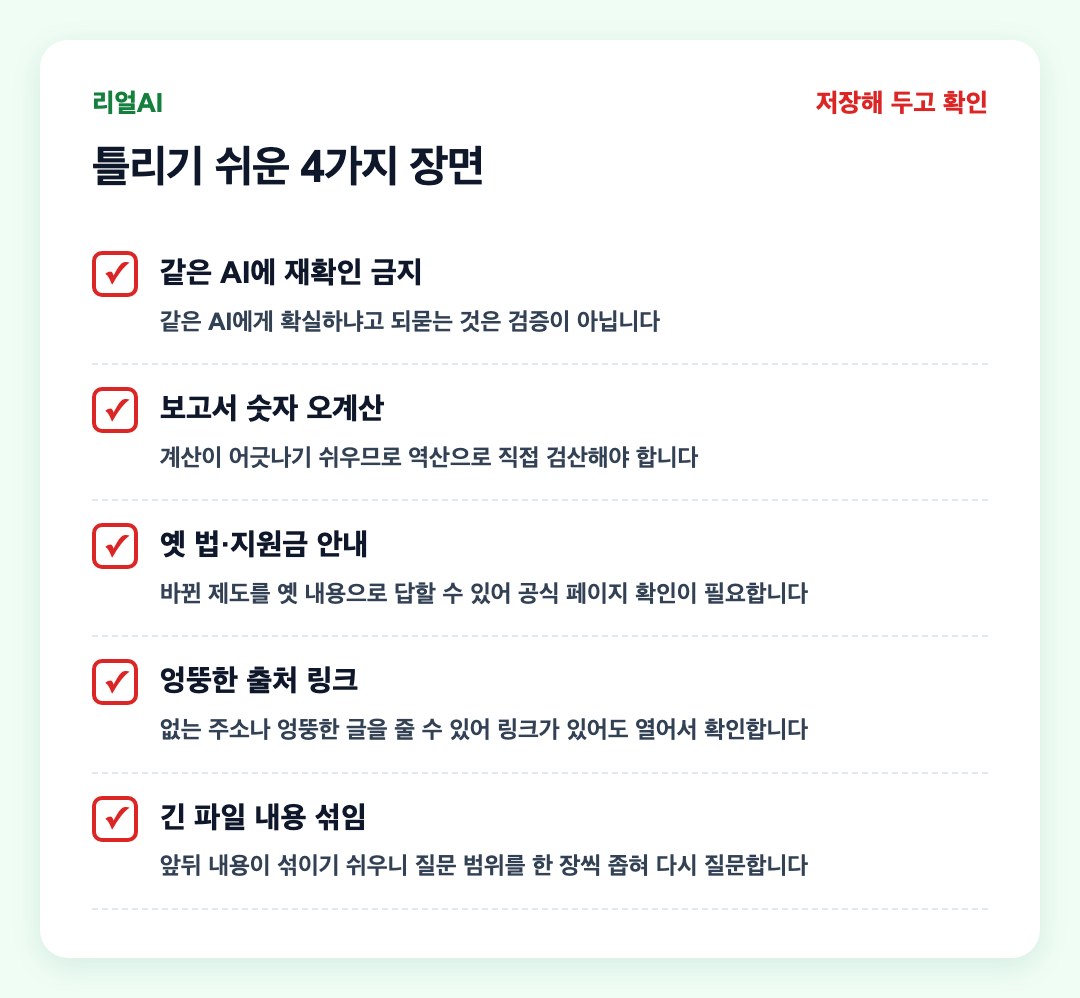 리얼AI
저장해 두고 확인
틀리기 쉬운 4가지 장면
같은 AI에 재확인 금지
같은 AI에게 확실하냐고 되묻는 것은 검증이 아닙니다
보고서 숫자 오계산
계산이 어긋나기 쉬우므로 역산으로 직접 검산해야 합니다
옛 법·지원금 안내
바뀐 제도를 옛 내용으로 답할 수 있어 공식 페이지 확인이 필요합니다
엉뚱한 출처 링크
없는 주소나 엉뚱한 글을 줄 수 있어 링크가 있어도 열어서 확인합니다
긴 파일 내용 섞임
앞뒤 내용이 섞이기 쉬우니 질문 범위를 한 장씩 좁혀 다시 질문합니다